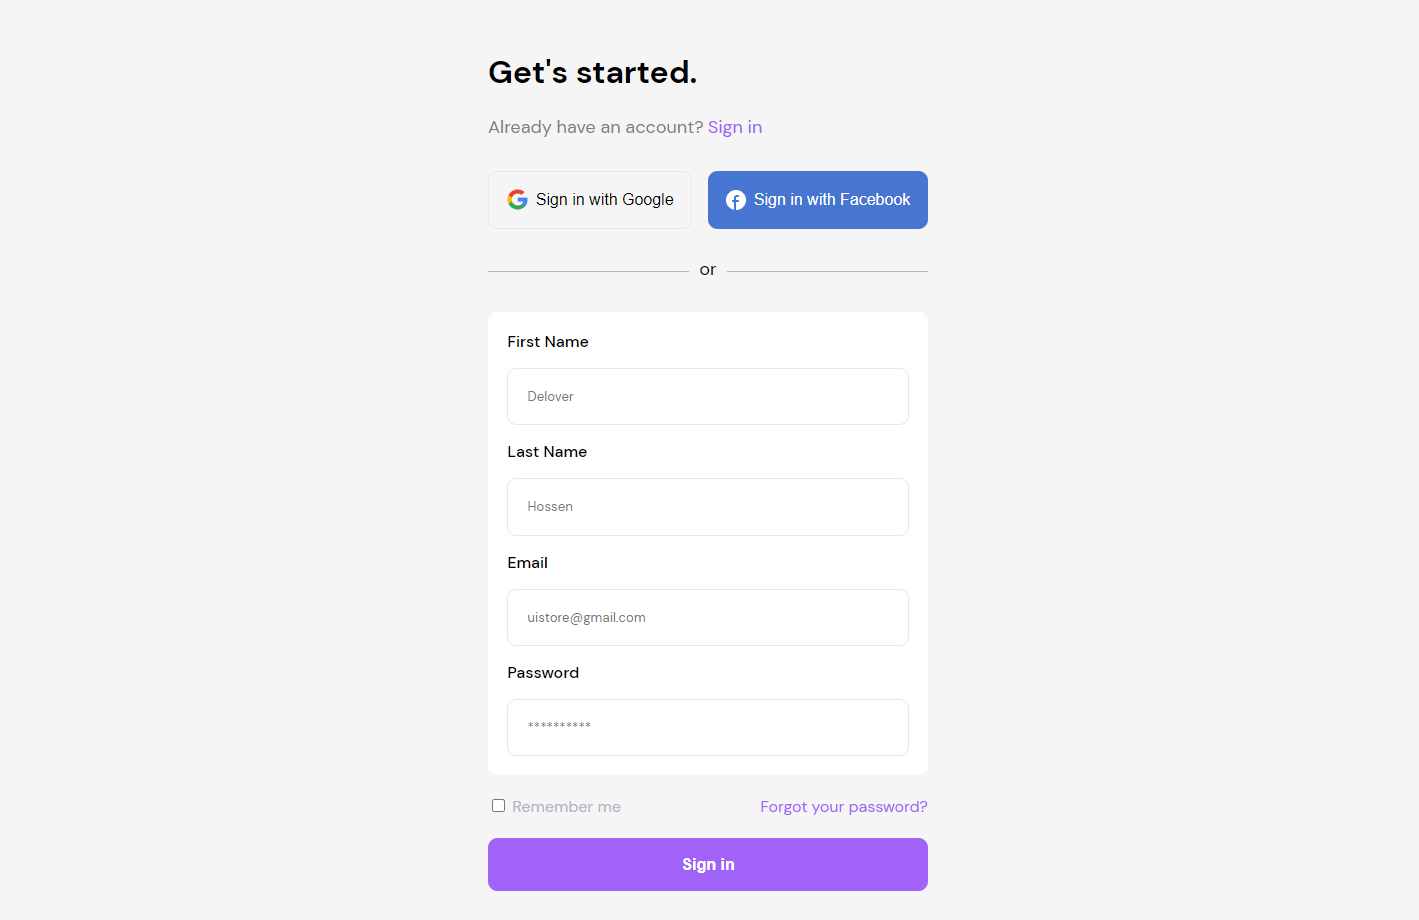 Get's started.
Already have an account? Sign in
Sign in with Google
Sign in with Facebook
or
First Name
Delover
Last Name
Hossen
Email
uistore@gmail.com
Password
**********
Remember me
Forgot your password?
Sign in